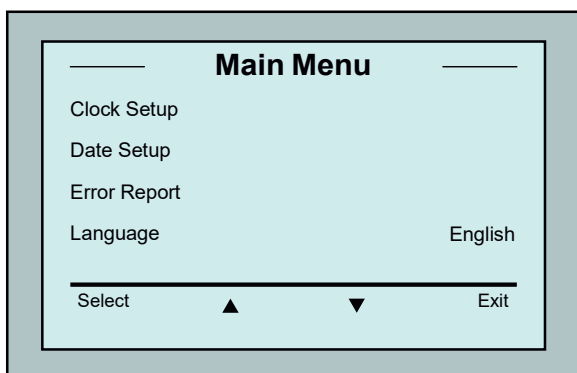 Main Menu
Clock Setup
Date Setup
Error Report
Language English
Select ▲ ▼ Exit